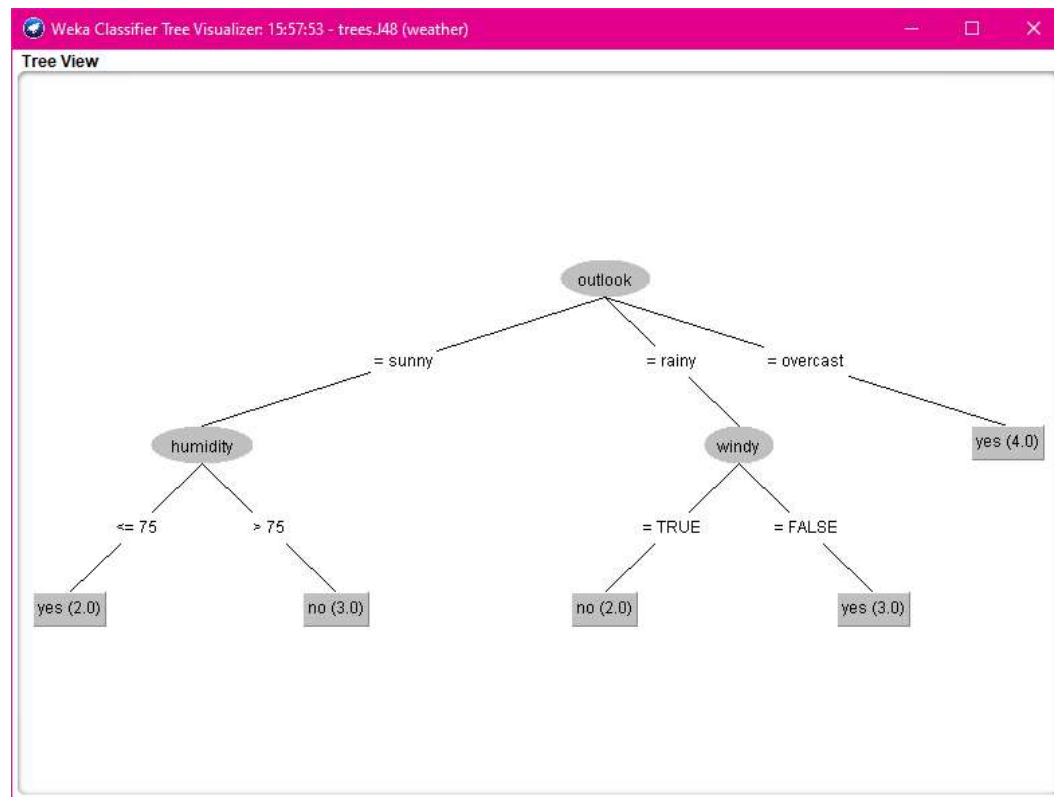 Weka Classifier Tree Visualizer: 15:57:53 - trees.J48 (weather)
Tree View
outlook
= sunny
= rainy
= overcast
humidity
windy
yes (4.0)
<= 75
> 75
= TRUE
= FALSE
yes (2.0)
no (3.0)
no (2.0)
yes (3.0)